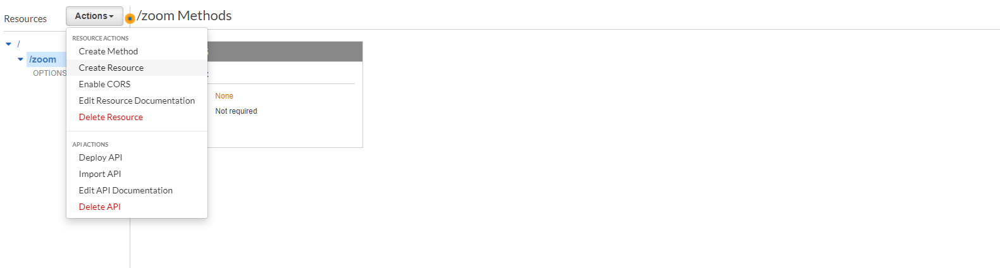 Resources
Actions
/zoom Methods
/
/zoom
OPTIONS
RESOURCE ACTIONS
Create Method
Create Resource
Enable CORS
Edit Resource Documentation
Delete Resource
API ACTIONS
Deploy API
Import API
Edit API Documentation
Delete API
None
Not required